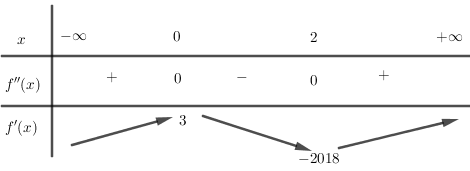 x −∞ 0 2 +∞
f''(x) + 0 − 0 +
f'(x) 3 −2018